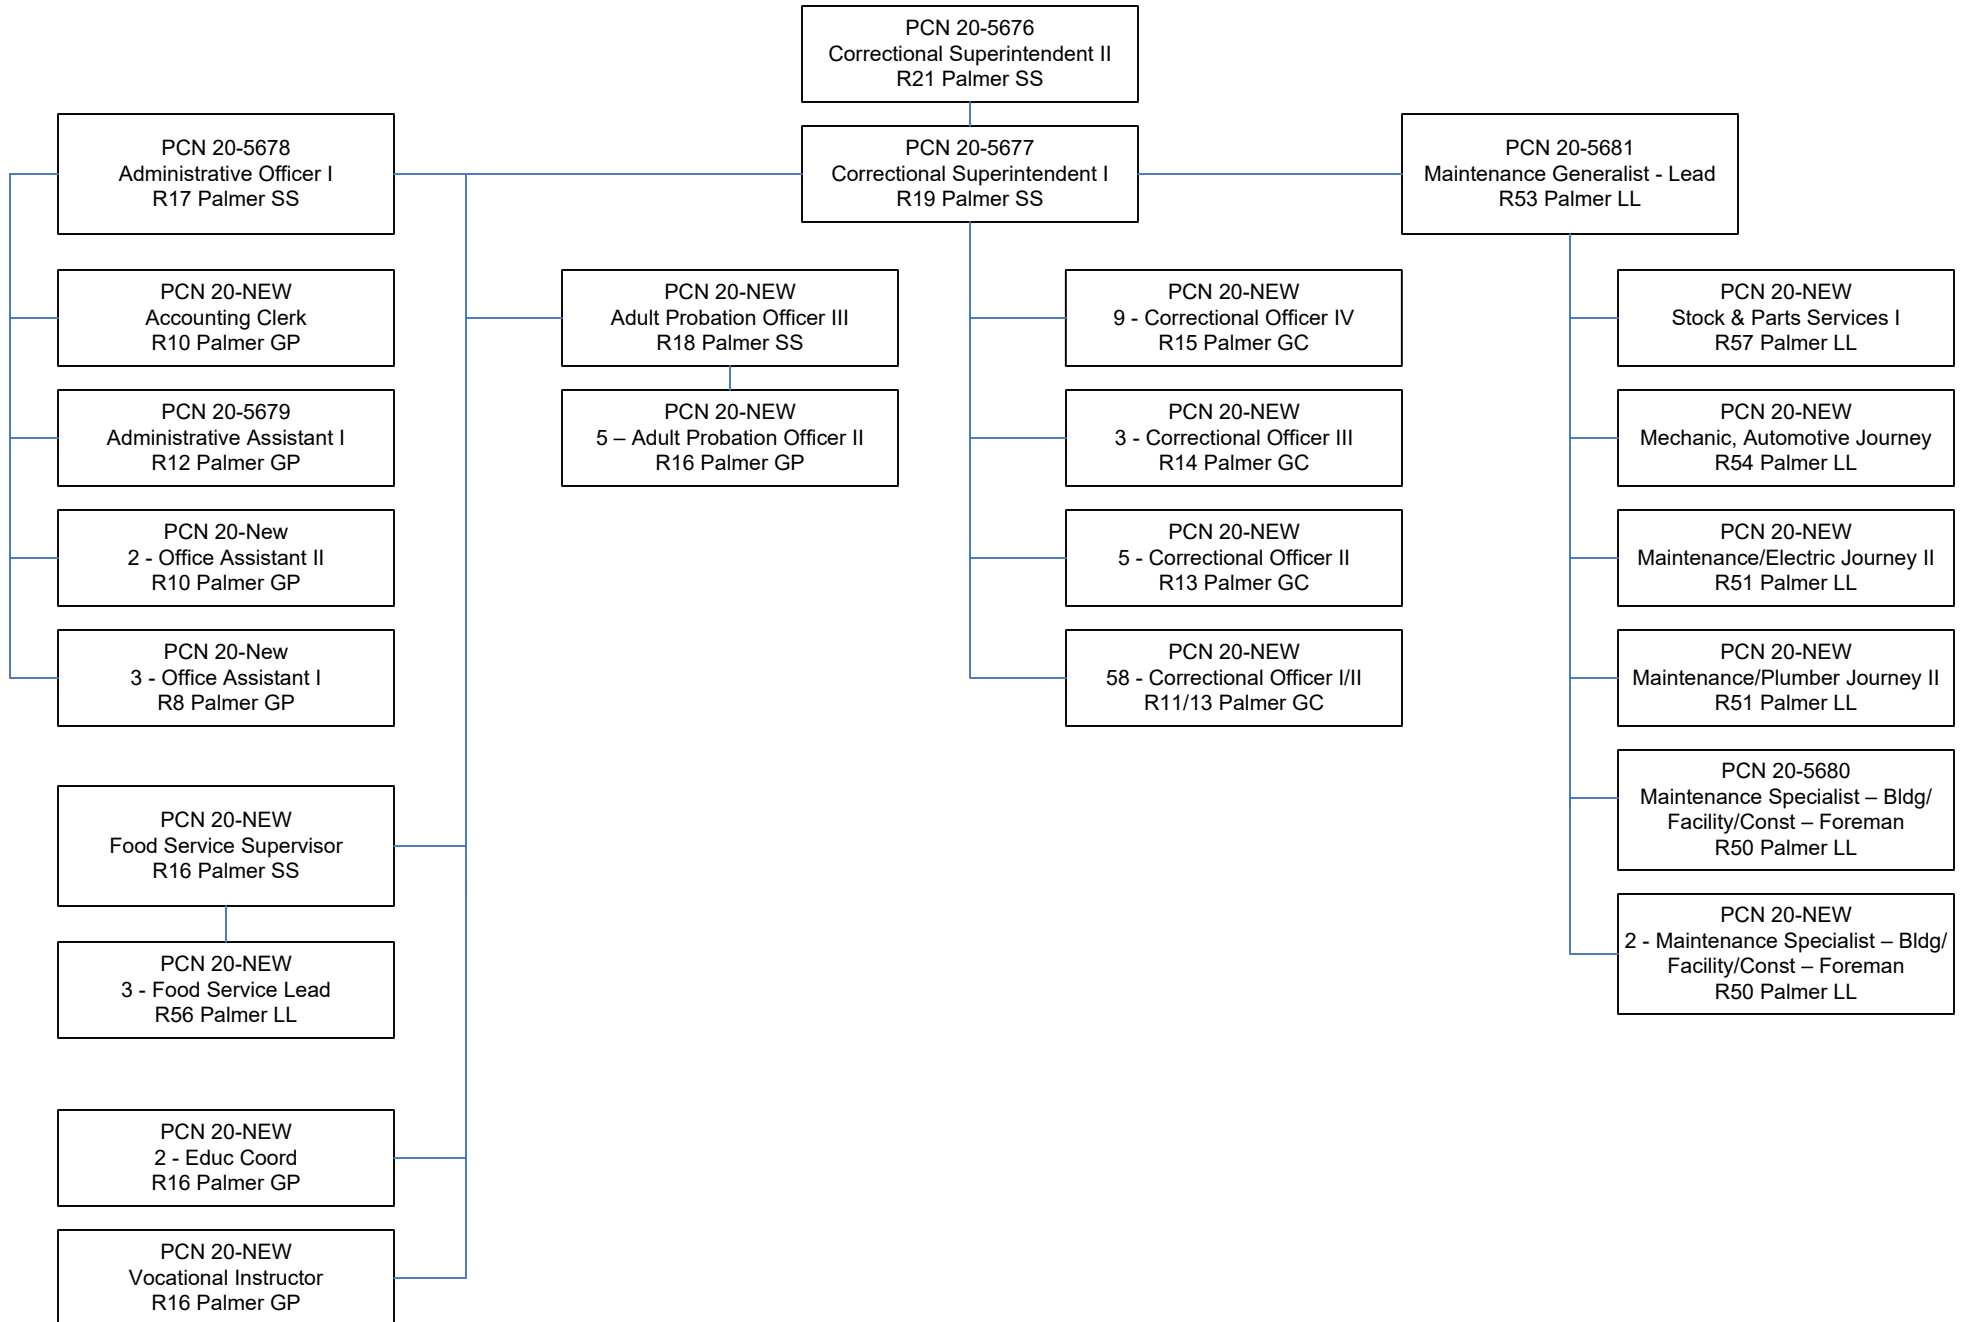 PCN 20-5676
Correctional Superintendent II
R21 Palmer SS
PCN 20-5678
Administrative Officer I
R17 Palmer SS
PCN 20-5677
Correctional Superintendent I
R19 Palmer SS
PCN 20-5681
Maintenance Generalist - Lead
R53 Palmer LL
PCN 20-NEW
Accounting Clerk
R10 Palmer GP
PCN 20-5679
Administrative Assistant I
R12 Palmer GP
PCN 20-New
2 - Office Assistant II
R10 Palmer GP
PCN 20-New
3 - Office Assistant I
R8 Palmer GP
PCN 20-NEW
Food Service Supervisor
R16 Palmer SS
PCN 20-NEW
3 - Food Service Lead
R56 Palmer LL
PCN 20-NEW
2 - Educ Coord
R16 Palmer GP
PCN 20-NEW
Vocational Instructor
R16 Palmer GP
PCN 20-NEW
Adult Probation Officer III
R18 Palmer SS
PCN 20-NEW
5 – Adult Probation Officer II
R16 Palmer GP
PCN 20-NEW
9 - Correctional Officer IV
R15 Palmer GC
PCN 20-NEW
3 - Correctional Officer III
R14 Palmer GC
PCN 20-NEW
5 - Correctional Officer II
R13 Palmer GC
PCN 20-NEW
58 - Correctional Officer I/II
R11/13 Palmer GC
PCN 20-NEW
Stock & Parts Services I
R57 Palmer LL
PCN 20-NEW
Mechanic, Automotive Journey
R54 Palmer LL
PCN 20-NEW
Maintenance/Electric Journey II
R51 Palmer LL
PCN 20-NEW
Maintenance/Plumber Journey II
R51 Palmer LL
PCN 20-5680
Maintenance Specialist – Bldg/
Facility/Const – Foreman
R50 Palmer LL
PCN 20-NEW
2 - Maintenance Specialist – Bldg/
Facility/Const – Foreman
R50 Palmer LL